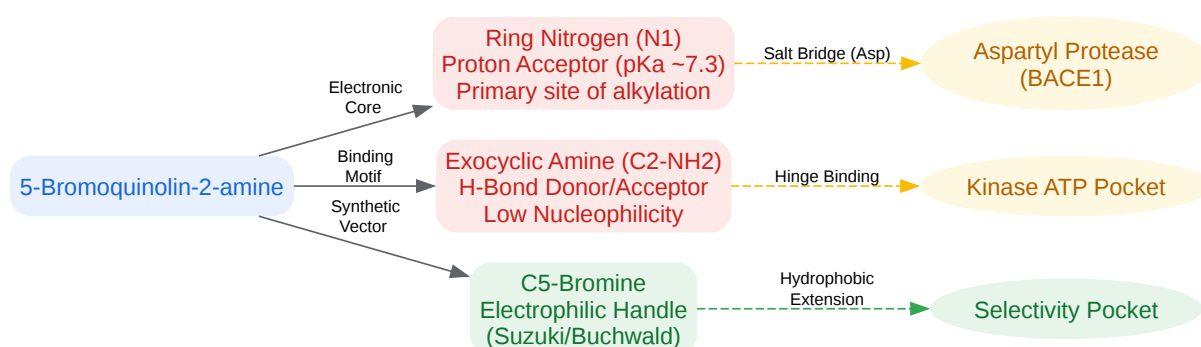 5-Bromoquinolin-2-amine
Electronic
Core
Ring Nitrogen (N1)
Proton Acceptor (pKa ~7.3)
Primary site of alkylation
Salt Bridge (Asp)
Aspartyl Protease
(BACE1)
Binding
Motif
Exocyclic Amine (C2-NH2)
H-Bond Donor/Acceptor
Low Nucleophilicity
Hinge Binding
Kinase ATP Pocket
Synthetic
Vector
C5-Bromine
Electrophilic Handle
(Suzuki/Buchwald)
Hydrophobic
Extension
Selectivity Pocket